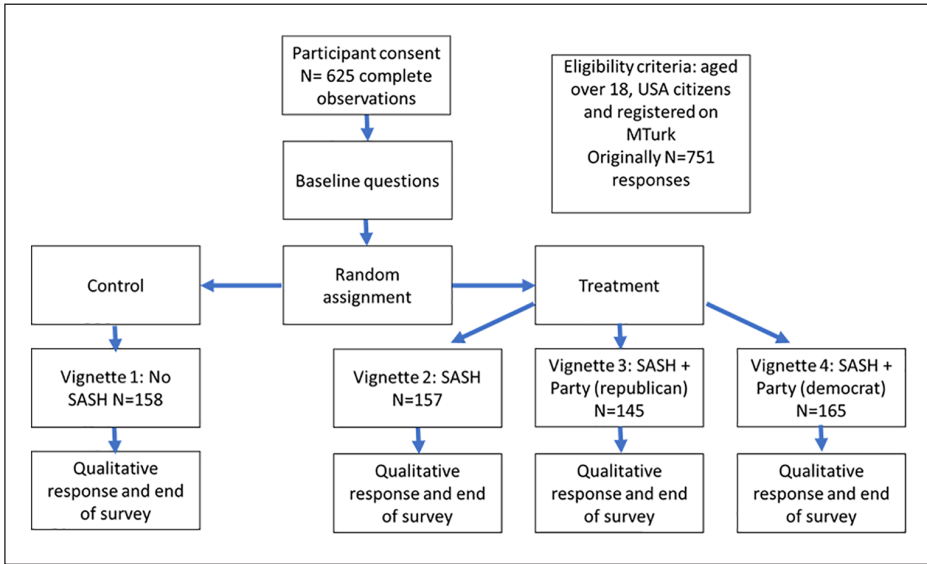 Participant consent
N= 625 complete
observations
Eligibility criteria: aged
over 18, USA citizens
and registered on
MTurk
Originally N=751
responses
Baseline questions
Control
Random
assignment
Treatment
Vignette 1: No
SASH N=158
Vignette 2: SASH
N=157
Vignette 3: SASH +
Party (republican)
N=145
Vignette 4: SASH +
Party (democrat)
N=165
Qualitative
response and end
of survey
Qualitative
response and end
of survey
Qualitative
response and end
of survey
Qualitative
response and end
of survey